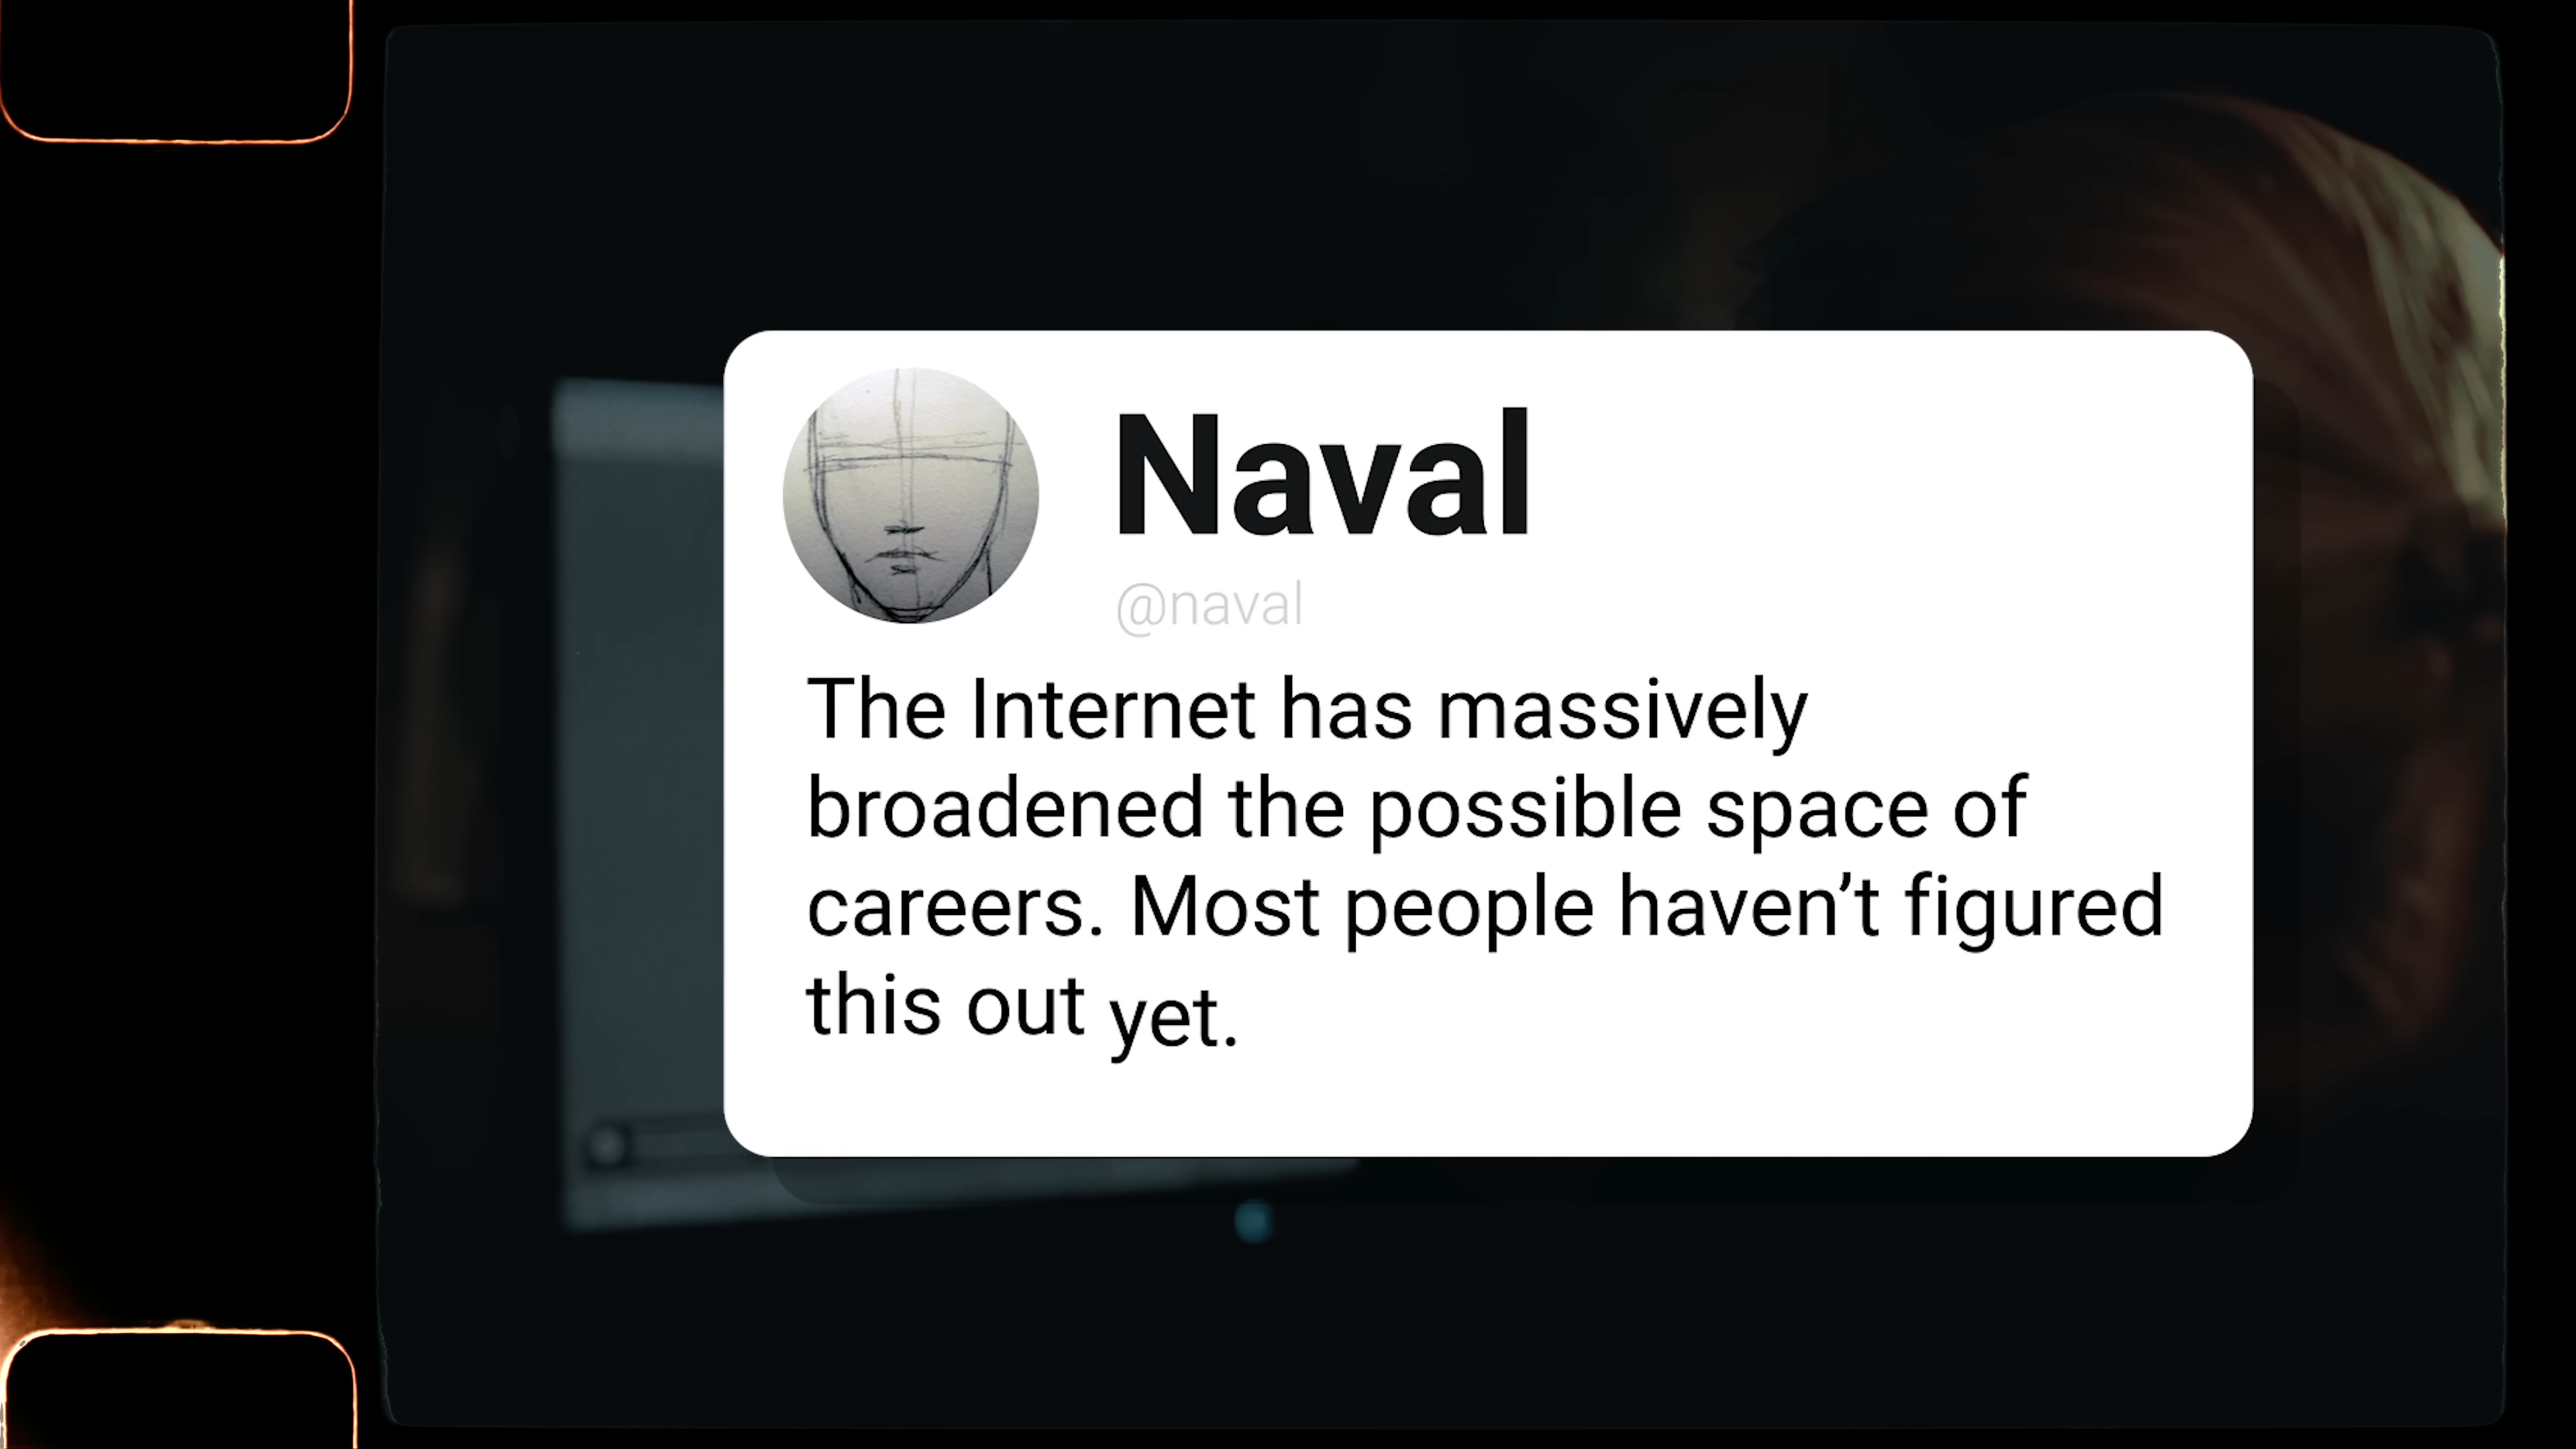 Naval
@naval
The Internet has massively
broadened the possible space of
careers. Most people haven’t figured
this out yet.